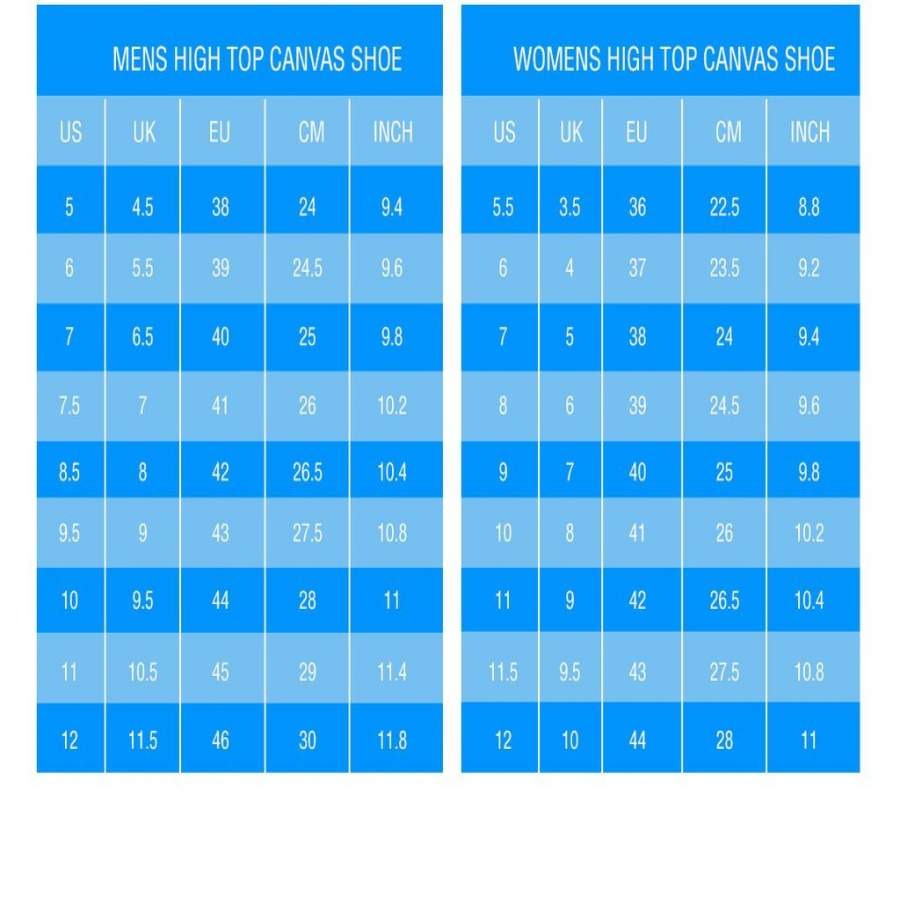 MENS HIGH TOP CANVAS SHOE
US UK EU CM INCH
5 4.5 38 24 9.4
6 5.5 39 24.5 9.6
7 6.5 40 25 9.8
7.5 7 41 26 10.2
8.5 8 42 26.5 10.4
9.5 9 43 27.5 10.8
10 9.5 44 28 11
11 10.5 45 29 11.4
12 11.5 46 30 11.8
WOMENS HIGH TOP CANVAS SHOE
US UK EU CM INCH
5.5 3.5 36 22.5 8.8
6 4 37 23.5 9.2
7 5 38 24 9.4
8 6 39 24.5 9.6
9 7 40 25 9.8
10 8 41 26 10.2
11 9 42 26.5 10.4
11.5 9.5 43 27.5 10.8
12 10 44 28 11